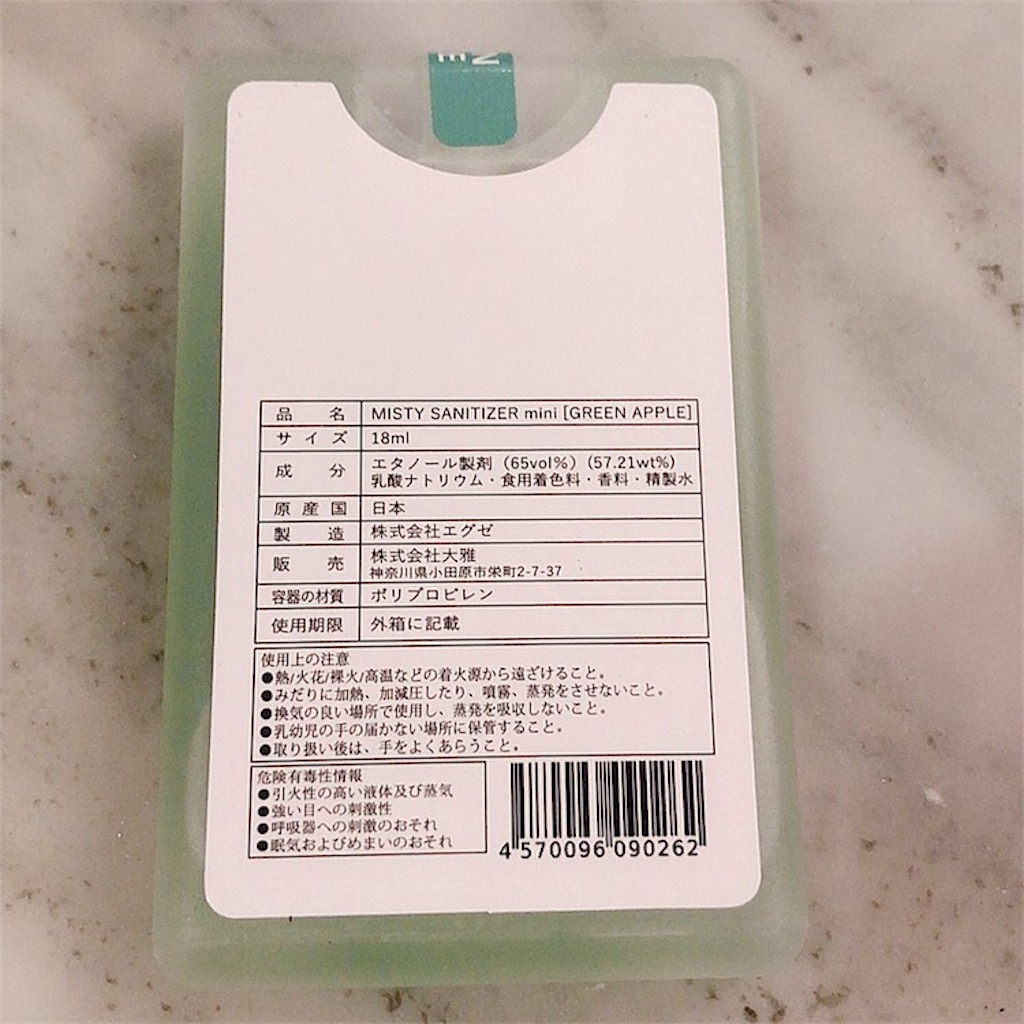 EN
品名 MISTY SANITIZER mini [GREEN APPLE]
サイズ 18ml
成分 エタノール製剤（65vol%）(57.21wt%)
乳酸ナトリウム・食用着色料・香料・精製水
原産国 日本
製造 株式会社エグゼ
販売 株式会社大雅
神奈川県小田原市栄町2-7-37
容器の材質 ポリプロピレン
使用期限 外箱に記載
使用上の注意
●熱/火花/裸火/高温などの着火源から遠ざけること。
●みだりに加熱、加減圧したり、噴霧、蒸発をさせないこと。
●換気の良い場所で使用し、蒸発を吸収しないこと。
●乳幼児の手の届かない場所に保管すること。
●取り扱い後は、手をよくあらうこと。
危険有毒性情報
●引火性の高い液体及び蒸気
●強い目への刺激性
●呼吸器への刺激のおそれ
●眠気およびめまいのおそれ
4 570096 090262